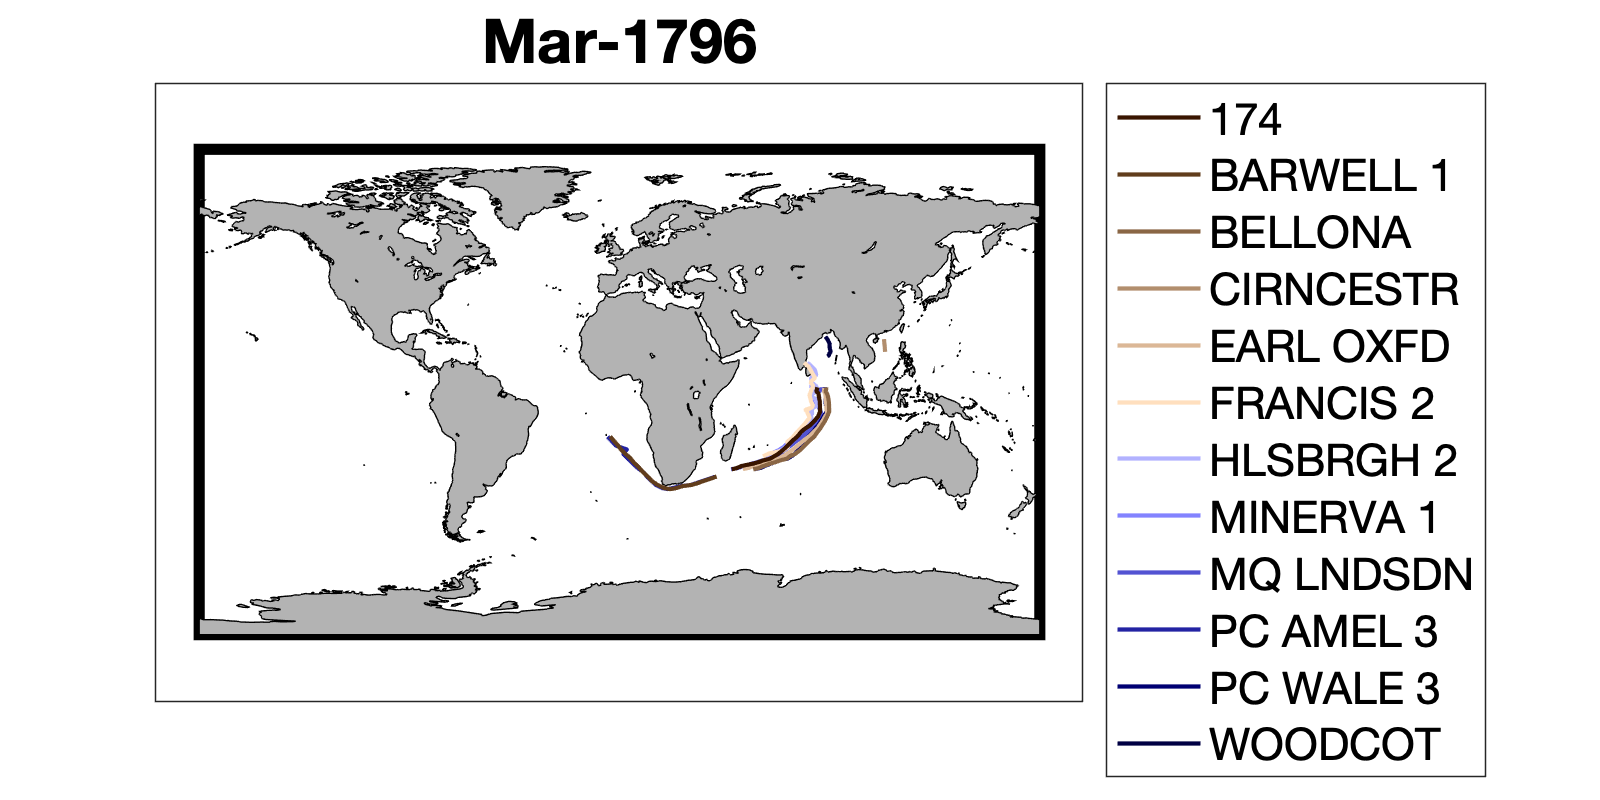 Mar-1796
174
BARWELL 1
BELLONA
CIRNCESTR
EARL OXFD
FRANCIS 2
HLSBRGH 2
MINERVA 1
MQ LNDSDN
PC AMEL 3
PC WALE 3
WOODCOT